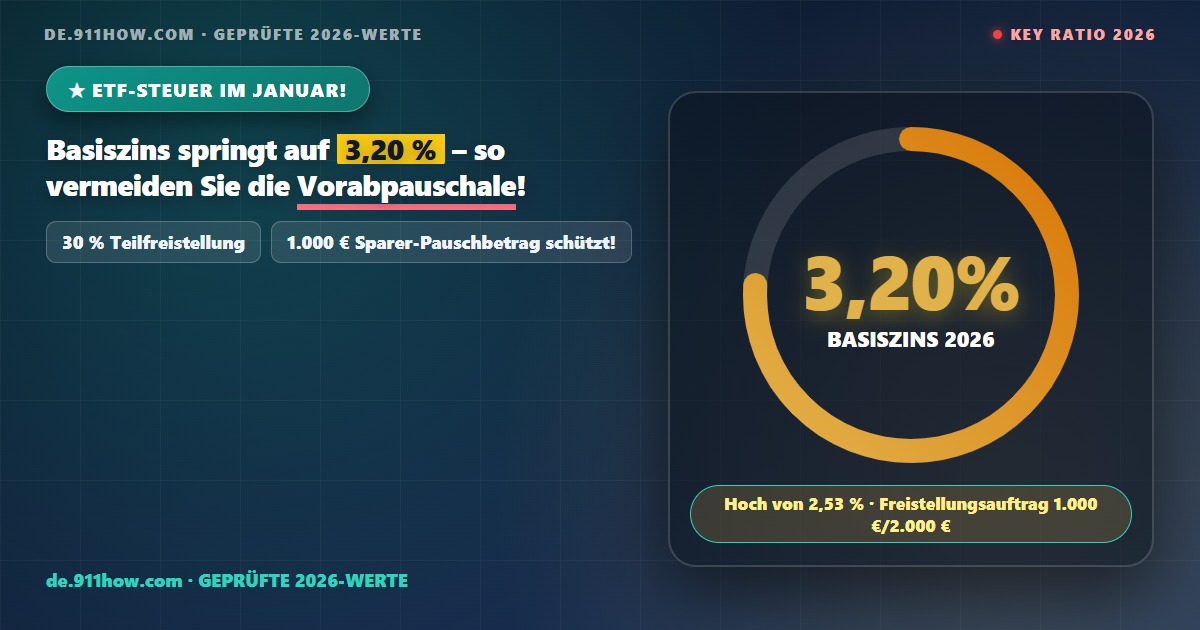 DE.911HOW.COM · GEPRÜFTE 2026-WERTE
KEY RATIO 2026
★ ETF-STEUER IM JANUAR!
Basiszins springt auf 3,20 % – so
vermeiden Sie die Vorabpauschale!
30 % Teilfreistellung
1.000 € Sparer-Pauschbetrag schützt!
3,20%
BASISZINS 2026
Hoch von 2,53 % · Freistellungsauftrag 1.000
€/2.000 €
de.911how.com · GEPRÜFTE 2026-WERTE